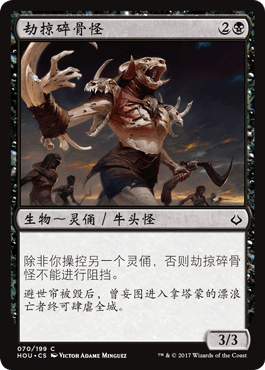 劫掠碎骨怪 2
生物~灵俑 / 牛头怪
除非你操控另一个灵俑，否则劫掠碎骨
怪不能进行阻挡。
避世帘被毁后，曾妄图进入拿塔蒙的漂浪
亡者终可肆虐全城。
3/3
070/199 C
HOU • CS VICTOR ADAME MINGUEZ
™ & © 2017 Wizards of the Coast